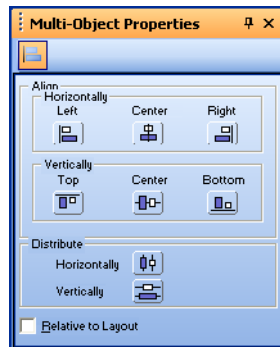 Multi-Object Properties
Align
Horizontally
Left Center Right
Vertically
Top Center Bottom
Distribute
Horizontally
Vertically
Relative to Layout